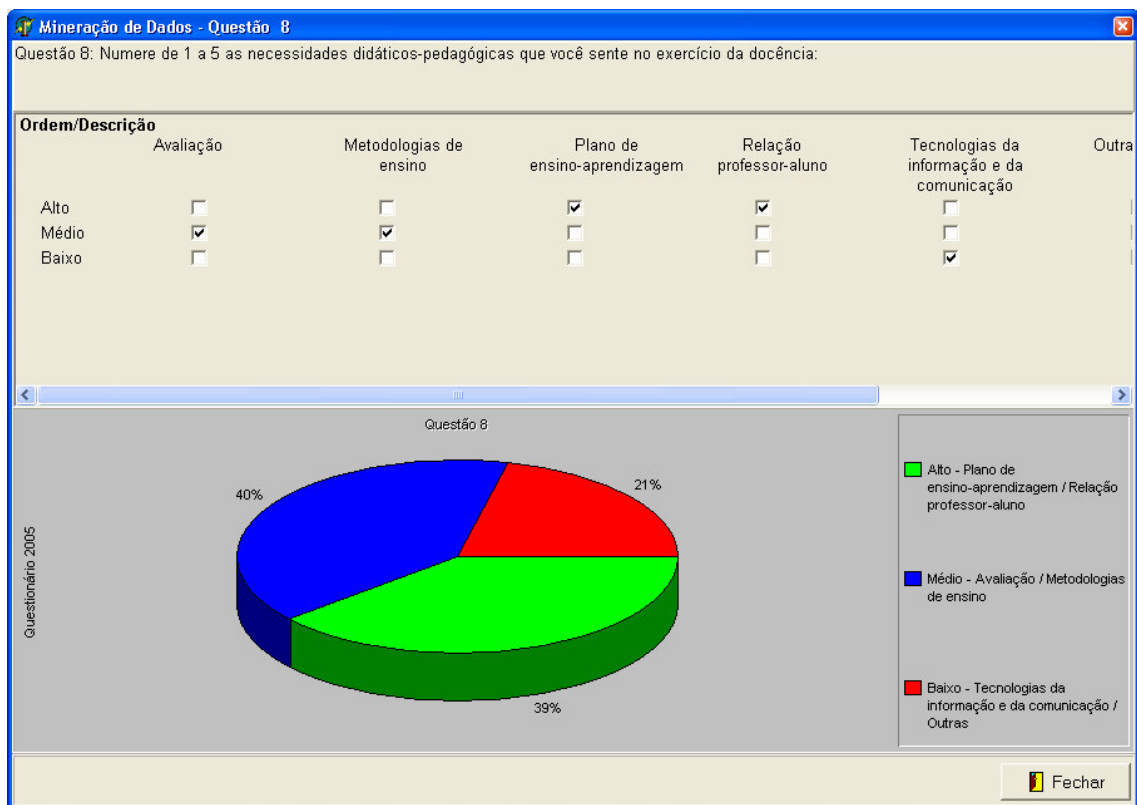 Mineração de Dados - Questão 8
Questão 8: Numere de 1 a 5 as necessidades didáticos-pedagógicas que você sente no exercício da docência:
Ordem/Descrição
Avaliação
Metodologias de
ensino
Plano de
ensino-aprendizagem
Relação
professor-aluno
Tecnologias da
informação e da
comunicação
Outra
Alto
Médio
Baixo
Questão 8
Questionário 2005
40%
21%
39%
Alto - Plano de
ensino-aprendizagem / Relação
professor-aluno
Médio - Avaliação / Metodologias
de ensino
Baixo - Tecnologias da
informação e da comunicação /
Outras
Fechar